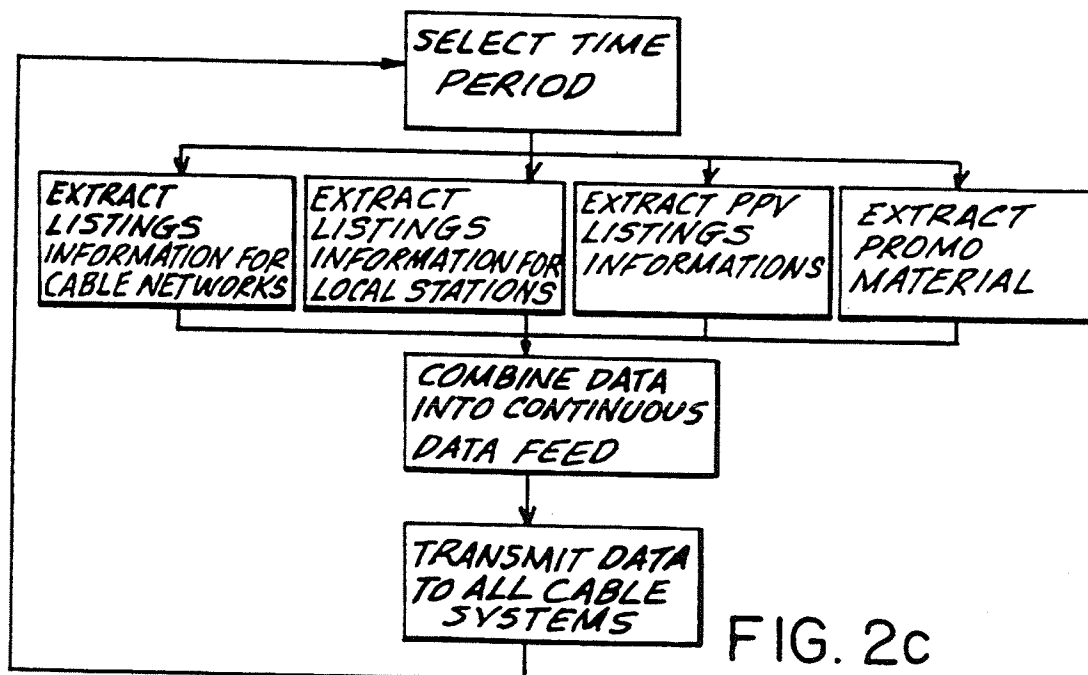 SELECT TIME
PERIOD
EXTRACT
LISTINGS
INFORMATION FOR
CABLE NETWORKS
EXTRACT
LISTINGS
INFORMATION FOR
LOCAL STATIONS
EXTRACT PPV
LISTINGS
INFORMATIONS
EXTRACT
PROMO
MATERIAL
COMBINE DATA
INTO CONTINUOUS
DATA FEED
TRANSMIT DATA
TO ALL CABLE
SYSTEMS
FIG. 2c